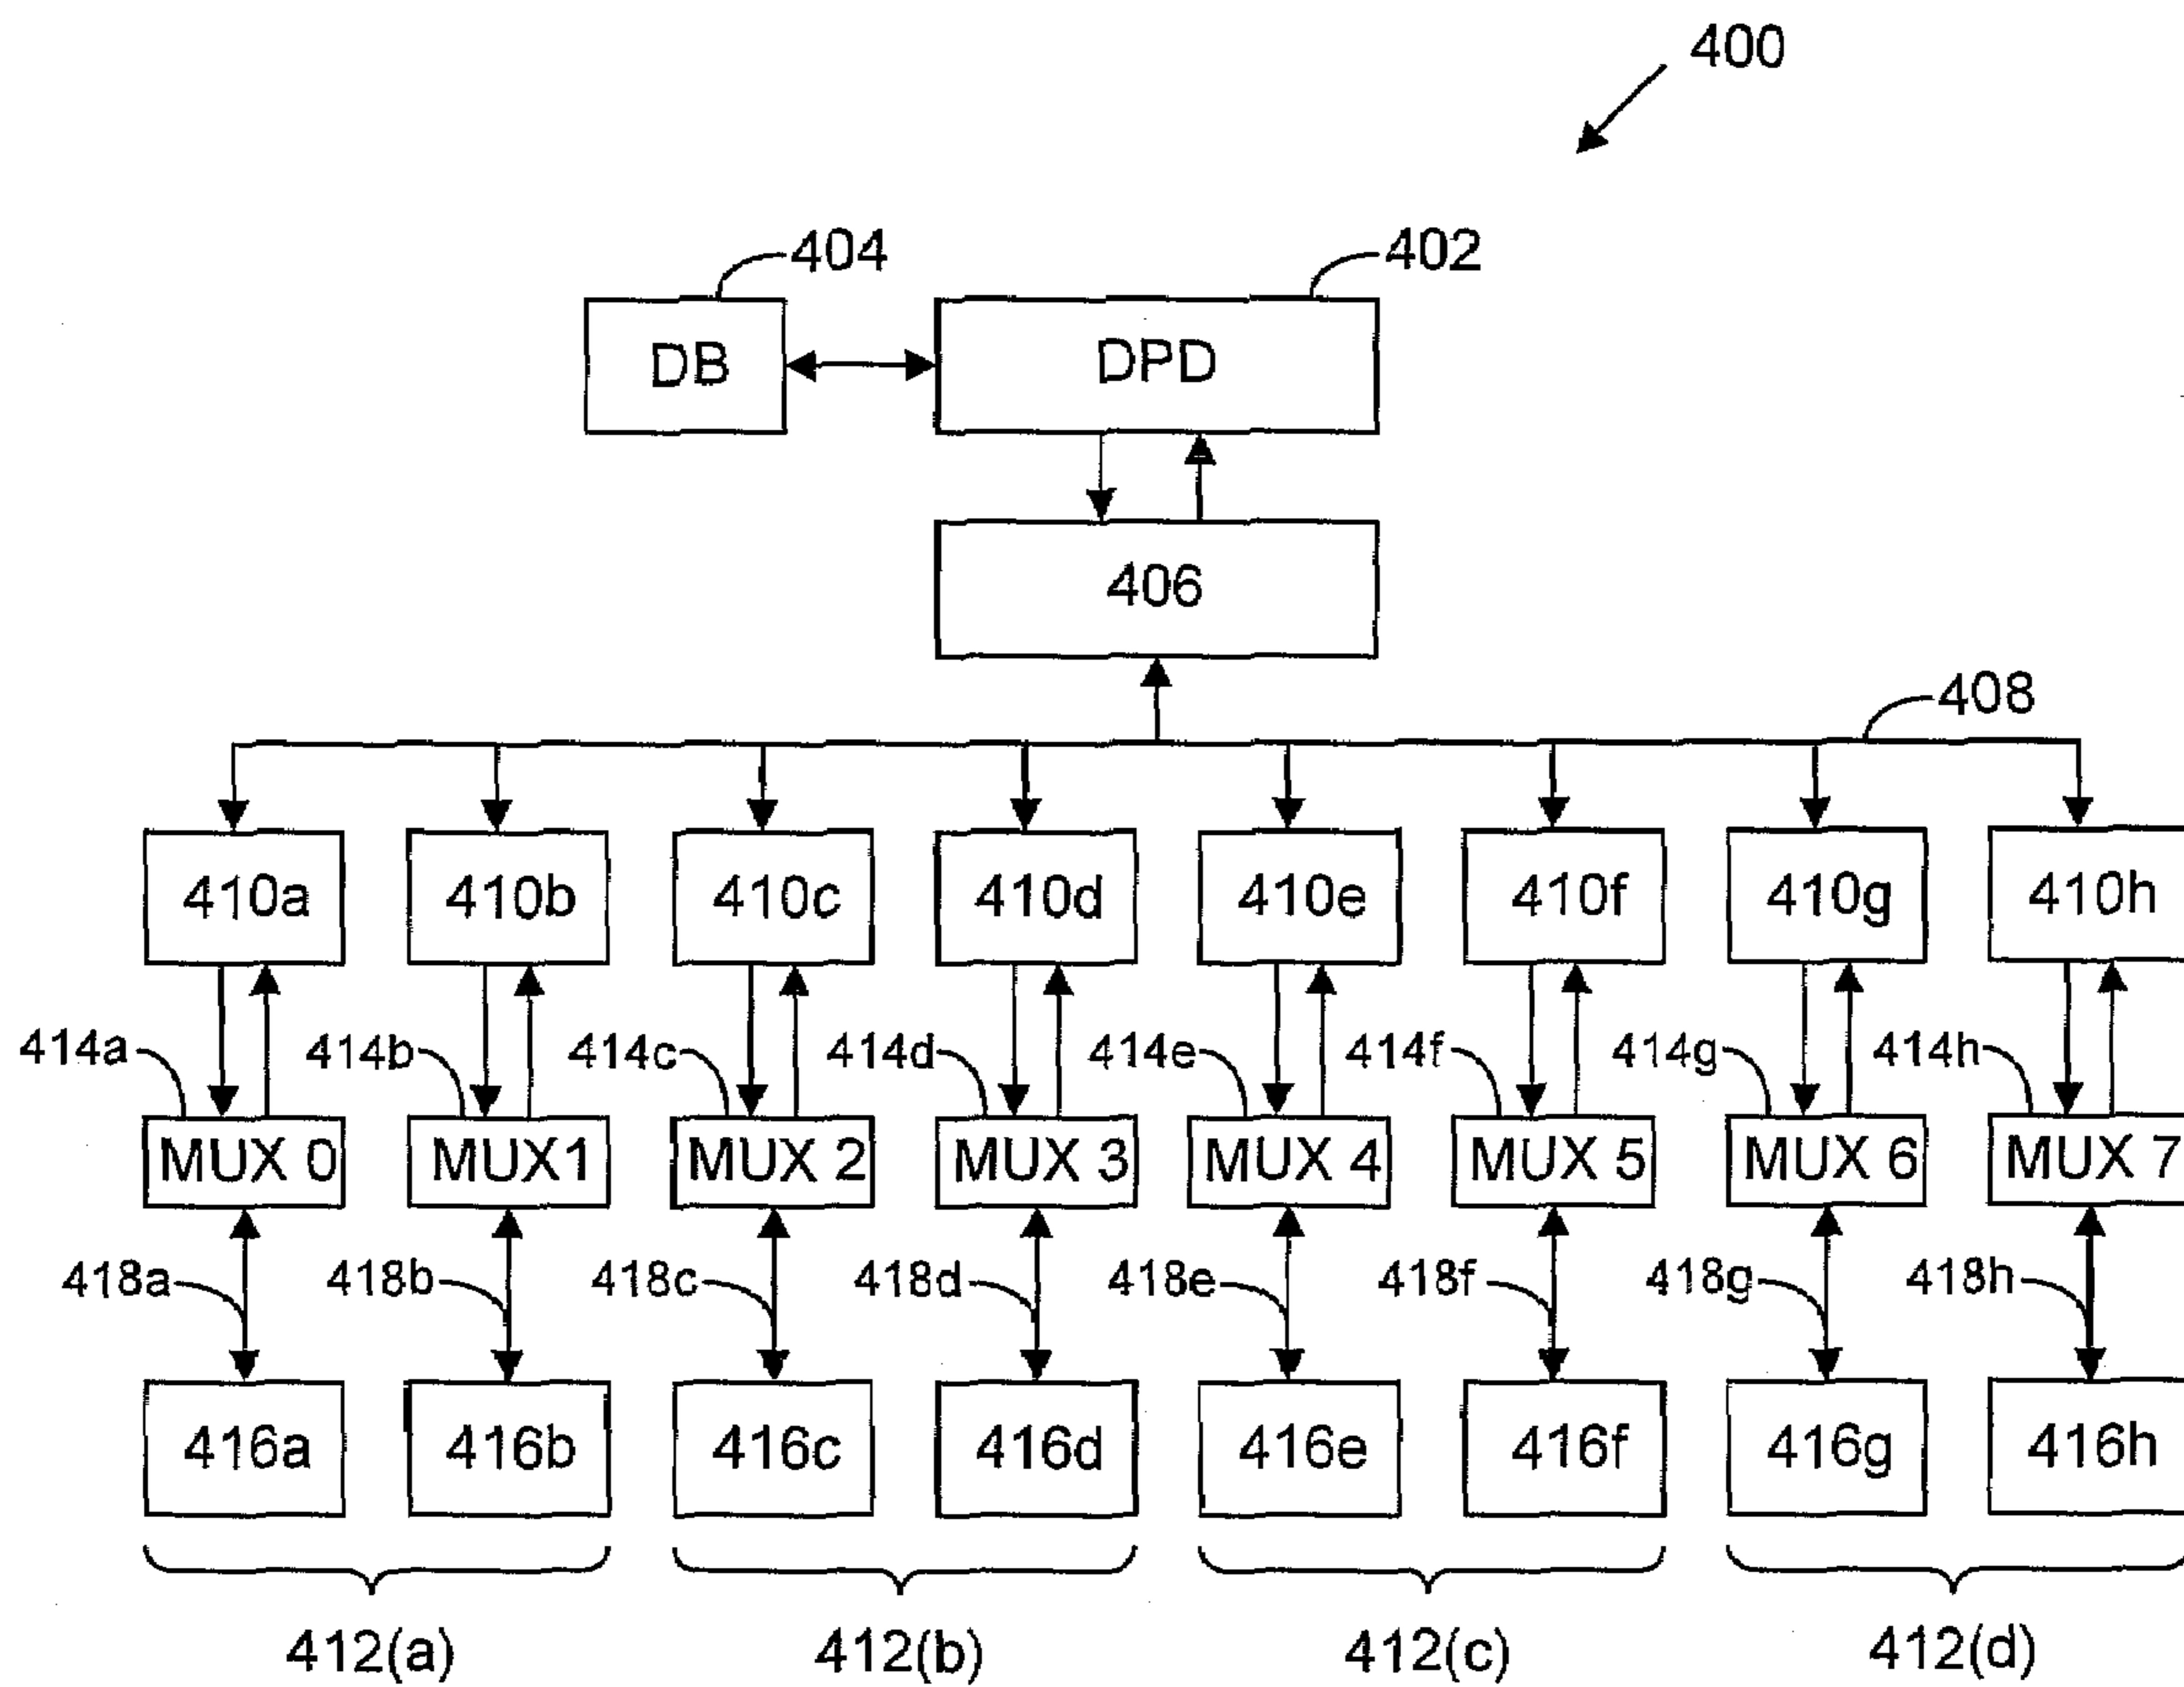 400
404
402
DB
DPD
406
408
410a 410b 410c 410d 410e 410f 410g 410h
414a 414b 414c 414d 414e 414f 414g 414h
MUX 0 MUX1 MUX 2 MUX 3 MUX 4 MUX 5 MUX 6 MUX 7
418a 418b 418c 418d 418e 418f 418g 418h
416a 416b 416c 416d 416e 416f 416g 416h
412(a) 412(b) 412(c) 412(d)